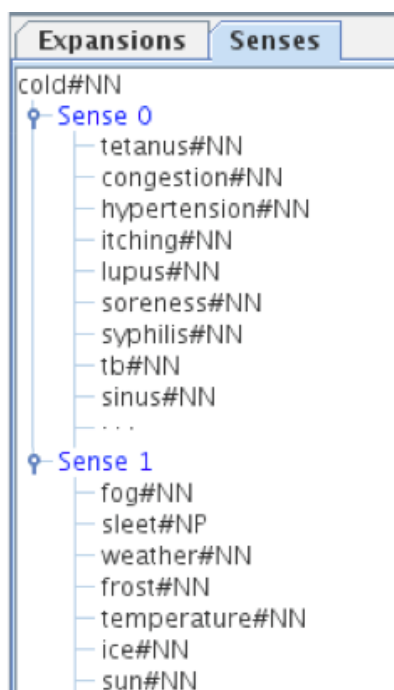 Expansions Senses
cold#NN
Sense 0
tetanus#NN
congestion#NN
hypertension#NN
itching#NN
lupus#NN
soreness#NN
syphilis#NN
tb#NN
sinus#NN
. . .
Sense 1
fog#NN
sleet#NP
weather#NN
frost#NN
temperature#NN
ice#NN
sun#NN